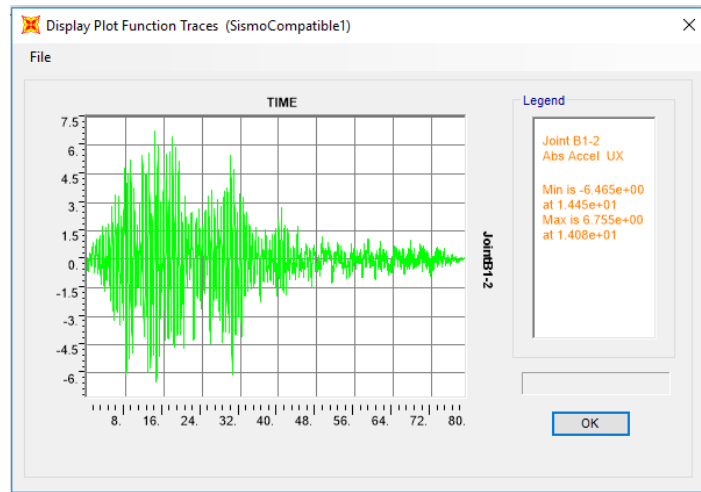 Display Plot Function Traces (SismoCompatible1)
File
TIME
7.5
6.
4.5
3.
1.5
0.
-1.5
-3.
-4.5
-6.
8. 16. 24. 32. 40. 48. 56. 64. 72. 80.
JointB1-2
Legend
Joint B1-2
Abs Accel UX
Min is -6.465e+00
at 1.445e+01
Max is 6.755e+00
at 1.408e+01
OK